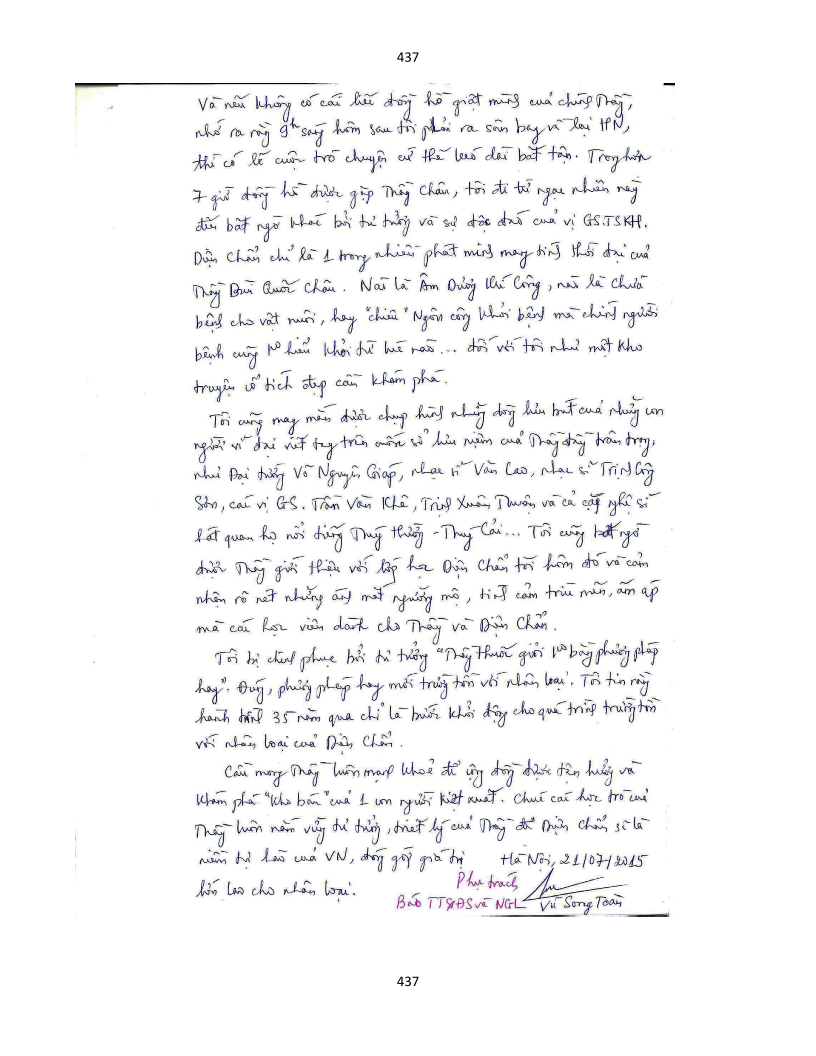 437
Và nếu không có cái liếc đồng hồ giật mình của chính Thầy,
nhớ ra rằng 9h sáng hôm sau tôi phải ra sân bay về lại HN,
thì có lẽ cuộc trò chuyện cứ thế kéo dài bất tận. Trong hơn
7 giờ đồng hồ được gặp Thầy Châu, tôi đi từ ngạc nhiên này
đến bất ngờ khác bởi tư tưởng và sự độc đáo của vị GS.TSKH.
Diện Chẩn chỉ là 1 trong nhiều phát minh mang tính thời đại của
Thầy Bùi Quốc Châu. Nào là Âm Dương Khí Công, nào là chữa
bệnh cho vật nuôi, hay "chiêu" Ngôn công khỏi bệnh mà chính người
bệnh cũng ko hiểu khỏi từ khi nào... đối với tôi như một kho
truyện cổ tích đẹp cần khám phá.
Tôi cũng may mắn được chụp hình những dòng lưu bút của những con
người vĩ đại viết tay trên cuốn sổ lưu niệm của Thầy đầy trân trọng,
như Đại tướng Võ Nguyên Giáp, nhạc sĩ Văn Cao, nhạc sĩ Trịnh Công
Sơn, các vị GS. Trần Văn Khê, Trịnh Xuân Thuận và cả cặp nghệ sĩ
hát quan họ nổi tiếng Thuý Hường - Thuý Cải... Tôi cũng bất ngờ
được Thầy giới thiệu với lớp học Diện Chẩn tối hôm đó và cảm
nhận rõ nét những ánh mắt ngưỡng mộ, tình cảm trìu mến, ấm áp
mà các học viên dành cho Thầy và Diện Chẩn.
Tôi bị chinh phục bởi tư tưởng "Thầy thuốc giỏi ko bằng phương pháp
hay". Đúng, phương pháp hay mới trường tồn với nhân loại. Tôi tin rằng
hành trình 35 năm qua chỉ là bước khởi động cho quá trình trường tồn
với nhân loại của Diện Chẩn.
Cầu mong Thầy luôn mạnh khoẻ để cộng đồng được tận hưởng và
khám phá "kho báu" của 1 con người kiệt xuất. Chúc các học trò của
Thầy luôn nắm vững tư tưởng, triết lý của Thầy để Diện Chẩn sẽ là
niềm tự hào của VN, đóng góp giá trị
lớn lao cho nhân loại.
Hà Nội, 21/07/2015
Phụ trách
Báo TT&ĐS và NGL
Vũ Song Toàn
437